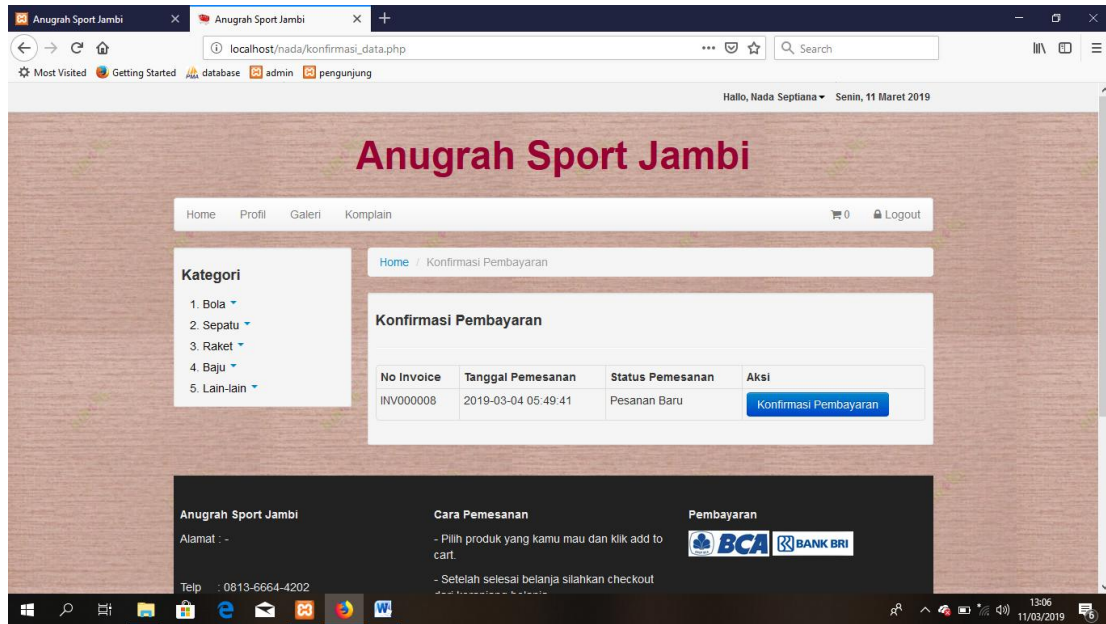 Anugrah Sport Jambi
Anugrah Sport Jambi
localhost/nada/konfirmasi_data.php
Search
Most Visited Getting Started database admin pengunjung
Hallo, Nada Septiana Senin, 11 Maret 2019
Anugrah Sport Jambi
Home Profil Galeri Komplain 0 Logout
Kategori
1. Bola
2. Sepatu
3. Raket
4. Baju
5. Lain-lain
Home / Konfirmasi Pembayaran
Konfirmasi Pembayaran
No Invoice Tanggal Pemesanan Status Pemesanan Aksi
INV000008 2019-03-04 05:49:41 Pesanan Baru Konfirmasi Pembayaran
Anugrah Sport Jambi
Alamat : -
Telp : 0813-6664-4202
Cara Pemesanan
- Pilih produk yang kamu mau dan klik add to
cart.
- Setelah selesai belanja silahkan checkout
Pembayaran
BCA BANK BRI
13:06
11/03/2019
6